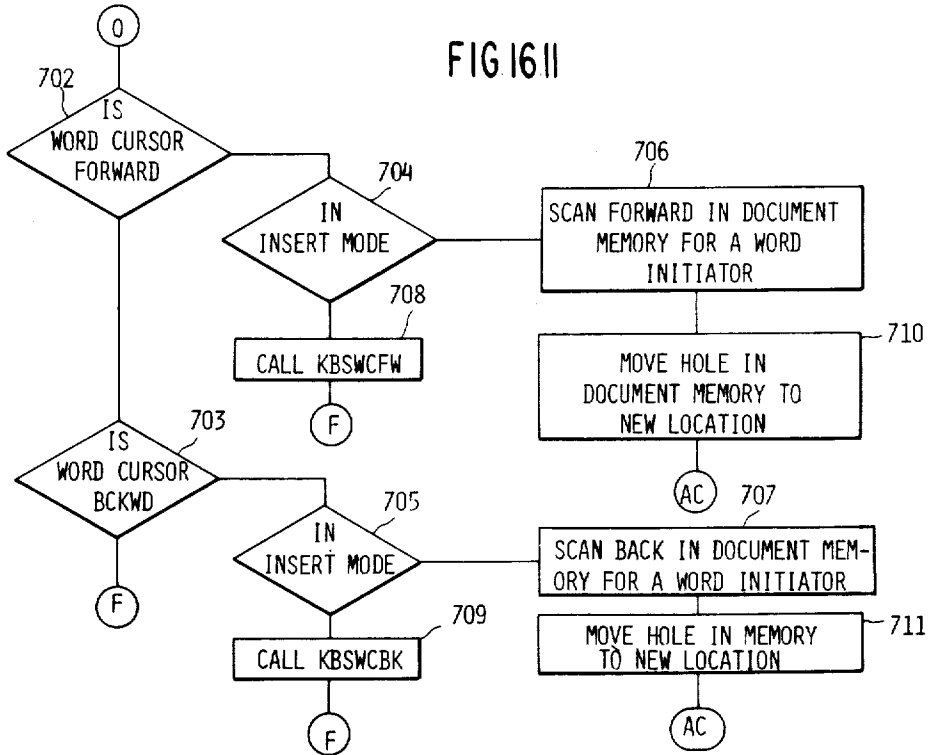 O
FIG.16.11
702
IS
WORD CURSOR
FORWARD
704
IN
INSERT MODE
706
SCAN FORWARD IN DOCUMENT
MEMORY FOR A WORD
INITIATOR
708
CALL KBSWCFW
F
710
MOVE HOLE IN
DOCUMENT MEMORY TO
NEW LOCATION
AC
703
IS
WORD CURSOR
BCKWD
F
705
IN
INSERT MODE
707
SCAN BACK IN DOCUMENT MEM-
ORY FOR A WORD INITIATOR
709
CALL KBSWCBK
F
711
MOVE HOLE IN MEMORY
TO NEW LOCATION
AC